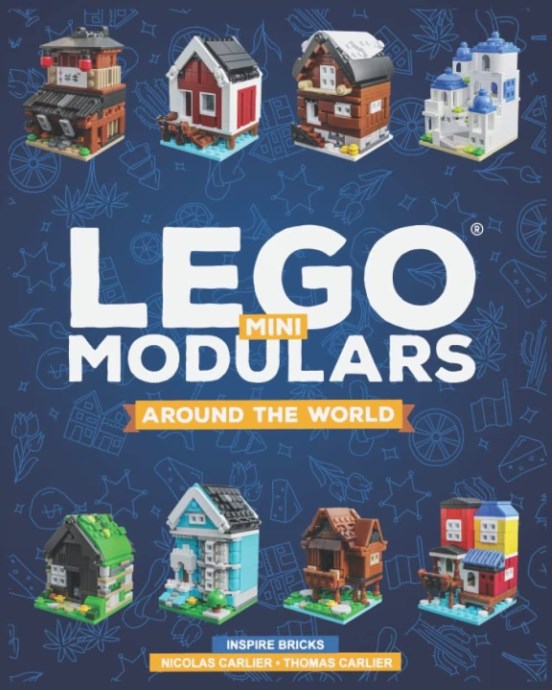 LEGO®
MINI
MODULARS
AROUND THE WORLD
INSPIRE BRICKS
NICOLAS CARLIER • THOMAS CARLIER